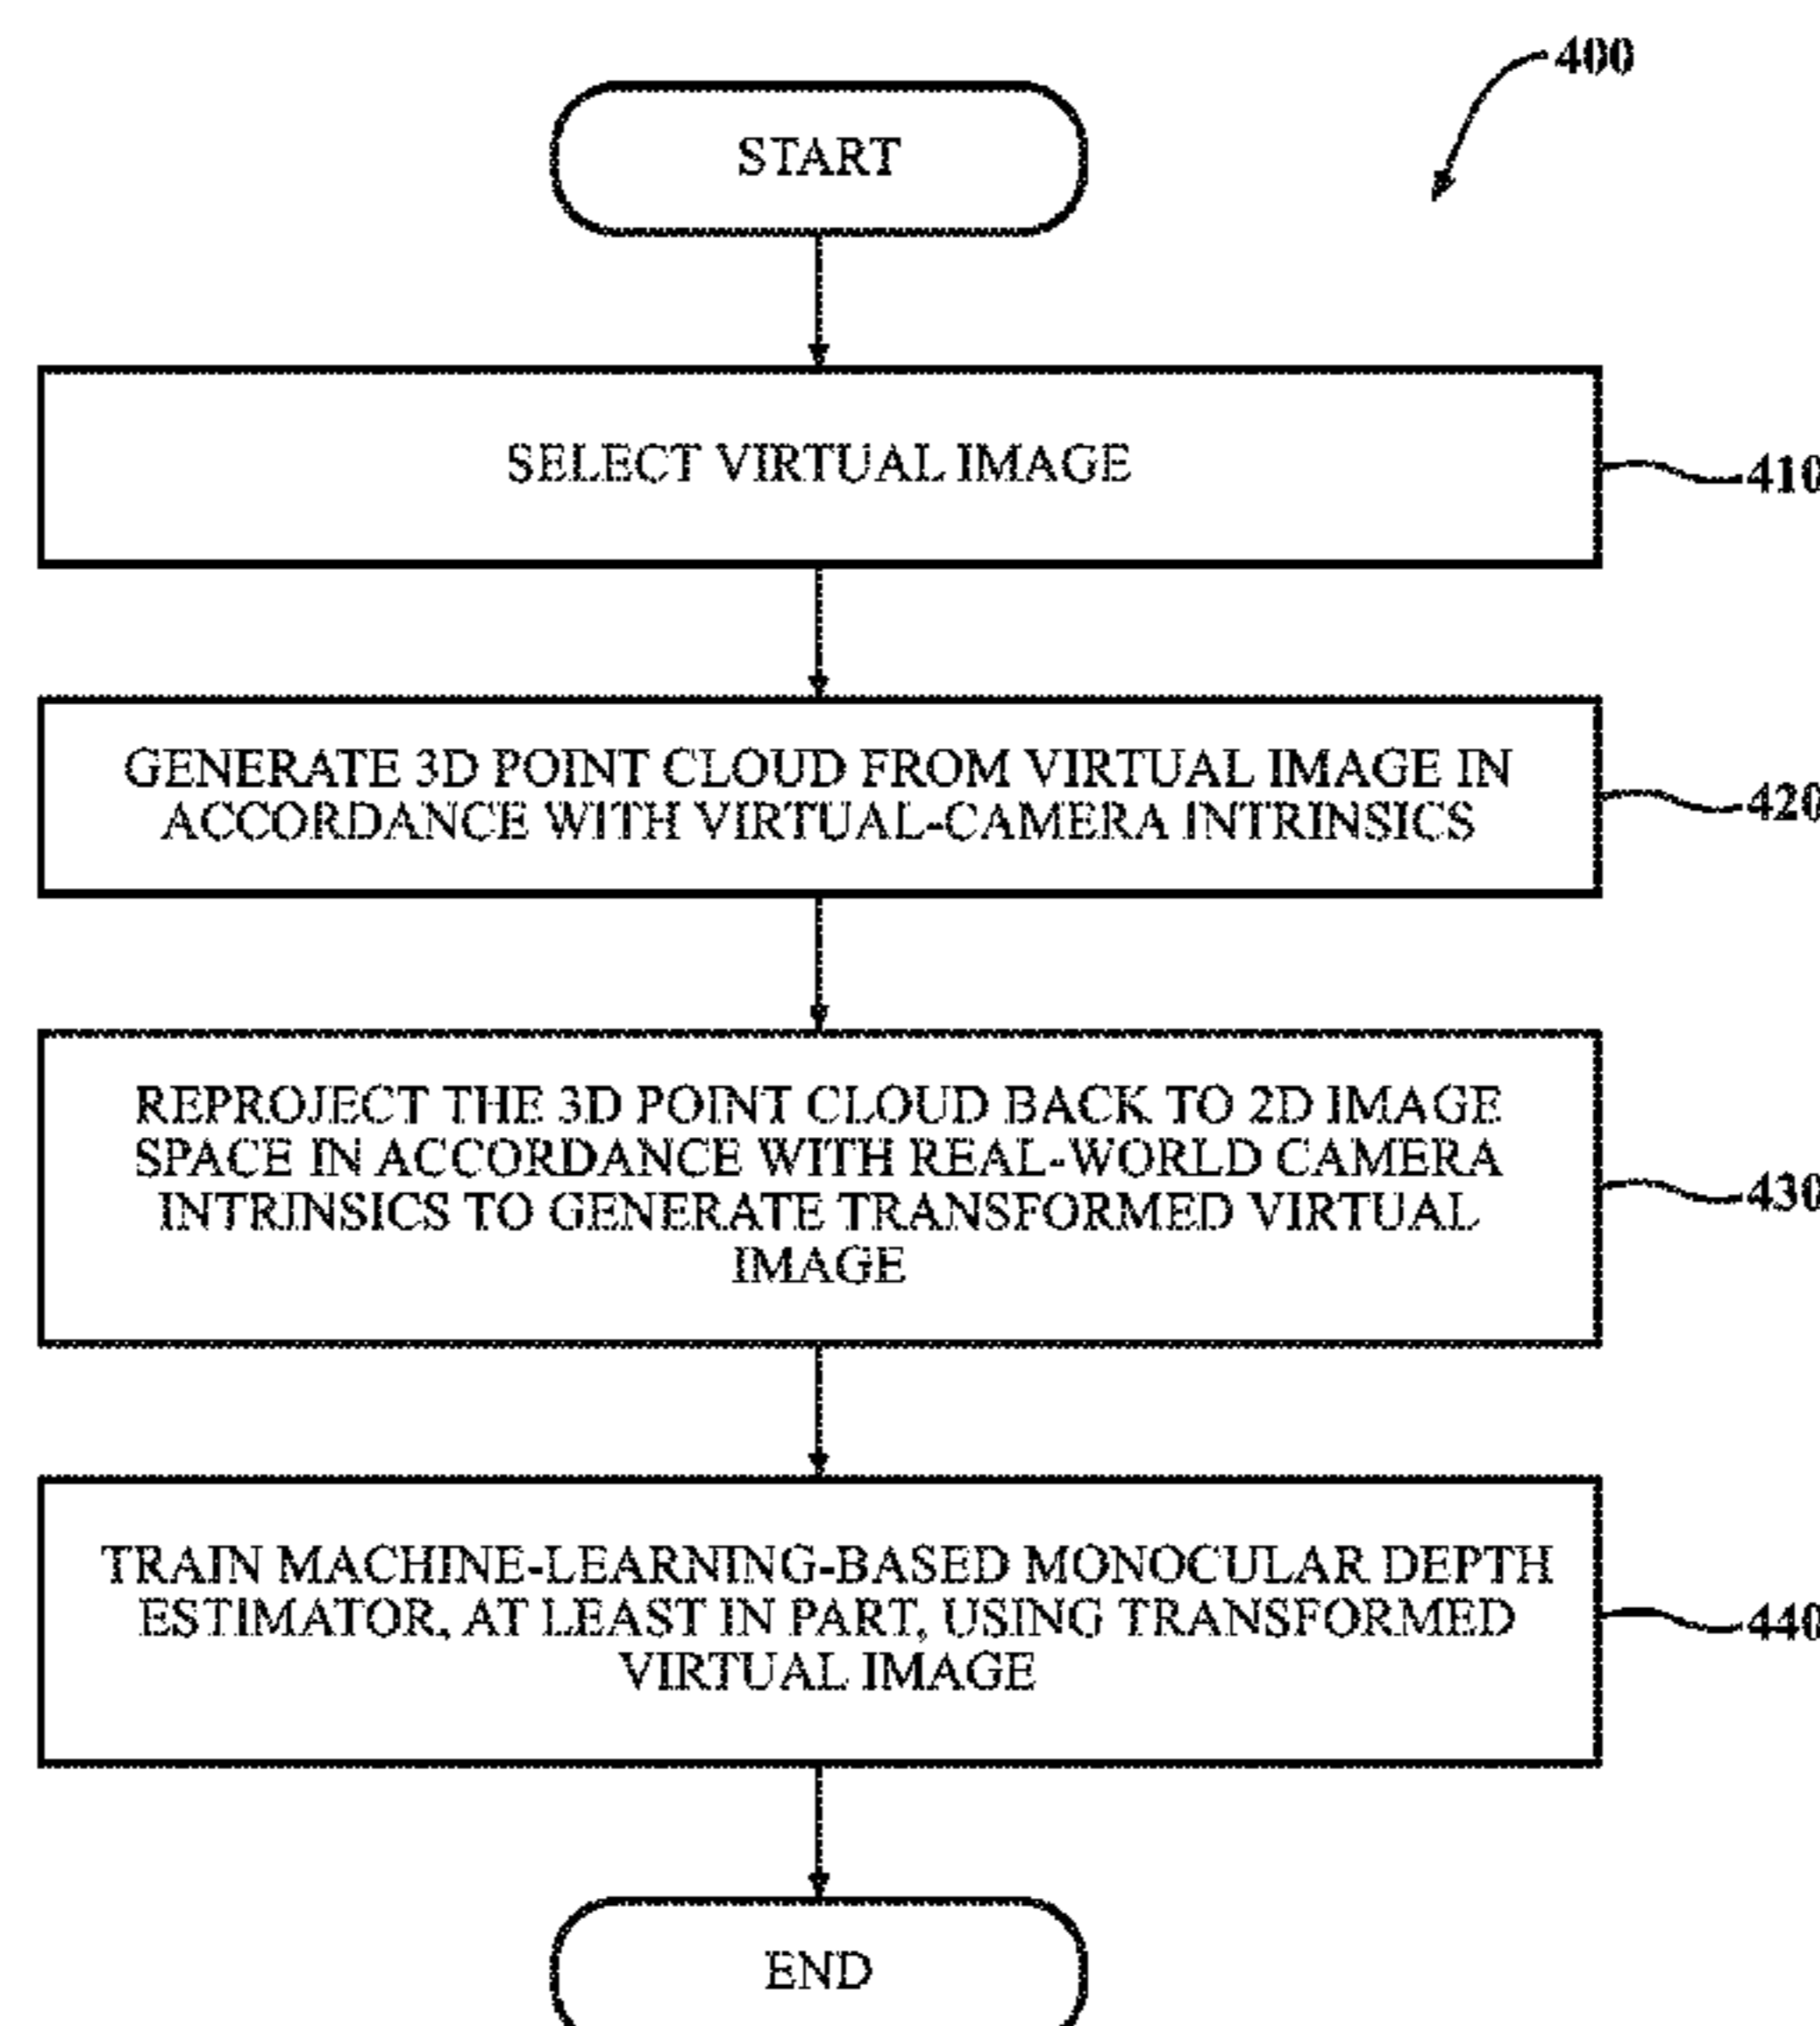 400
START
SELECT VIRTUAL IMAGE
410
GENERATE 3D POINT CLOUD FROM VIRTUAL IMAGE IN
ACCORDANCE WITH VIRTUAL-CAMERA INTRINSICS
420
REPROJECT THE 3D POINT CLOUD BACK TO 2D IMAGE
SPACE IN ACCORDANCE WITH REAL-WORLD CAMERA
INTRINSICS TO GENERATE TRANSFORMED VIRTUAL
IMAGE
430
TRAIN MACHINE-LEARNING-BASED MONOCULAR DEPTH
ESTIMATOR, AT LEAST IN PART, USING TRANSFORMED
VIRTUAL IMAGE
440
END